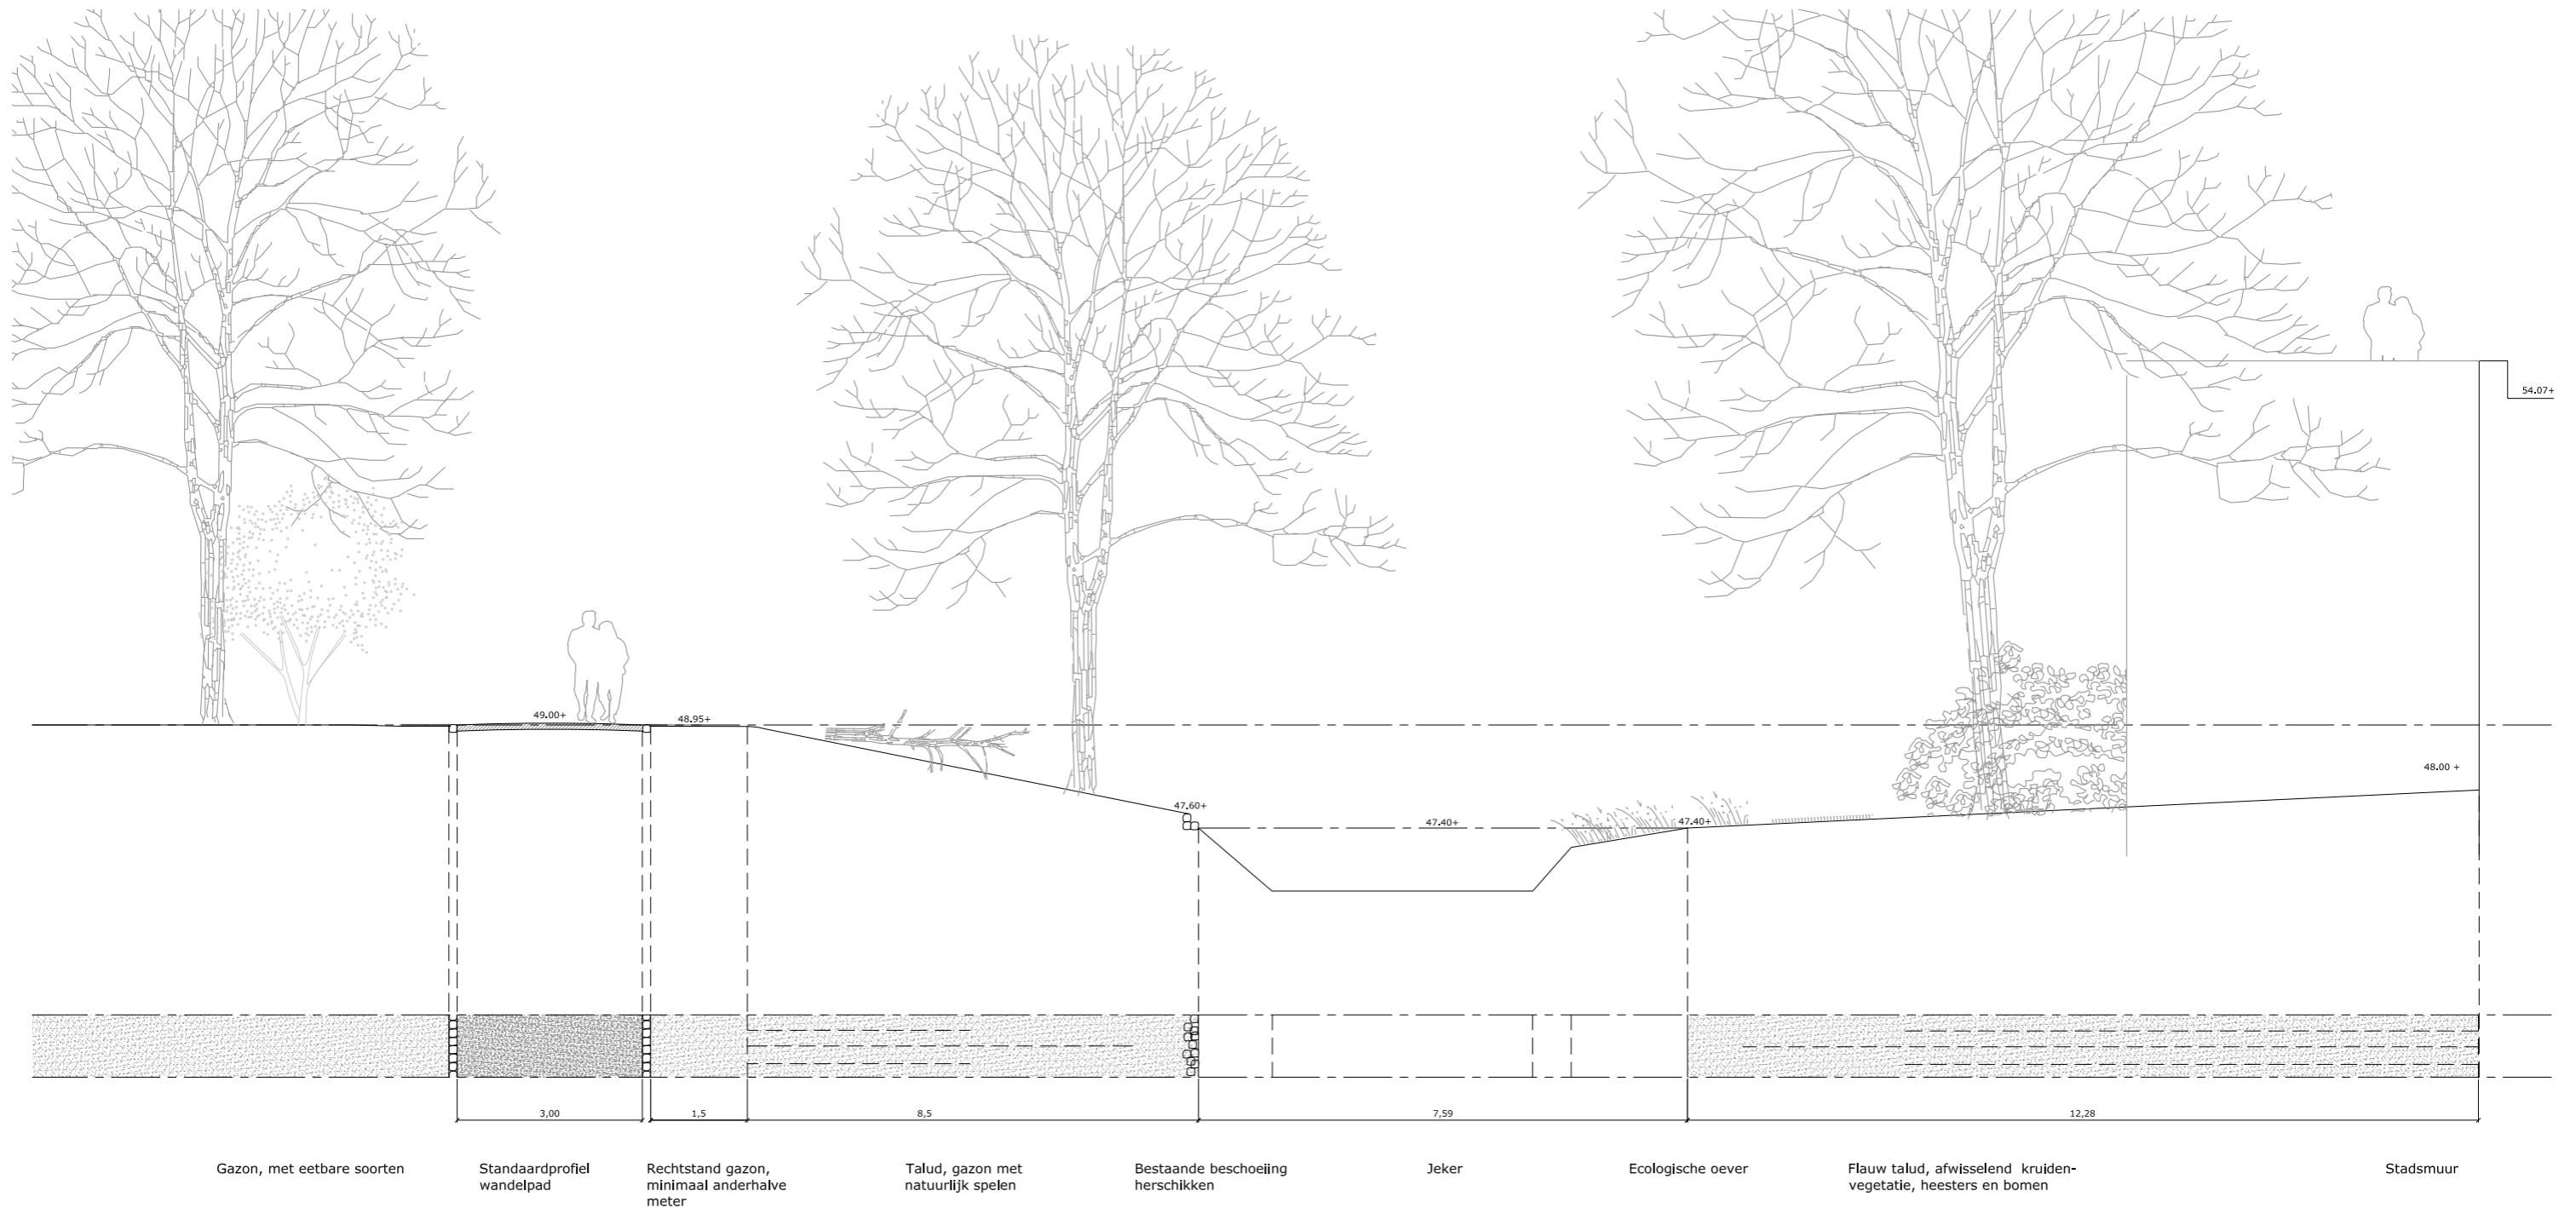 54.07+
49.00+
48.95+
48.00 +
47.60+
47.40+
47.40+
3,00
1,5
8,5
7,59
12,28
Gazon, met eetbare soorten
Standaardprofiel
wandelpad
Rechtstand gazon,
minimaal anderhalve
meter
Talud, gazon met
natuurlijk spelen
Bestaande beschoeiing
herschikken
Jeker
Ecologische oever
Flauw talud, afwisselend kruiden-
vegetatie, heesters en bomen
Stadsmuur